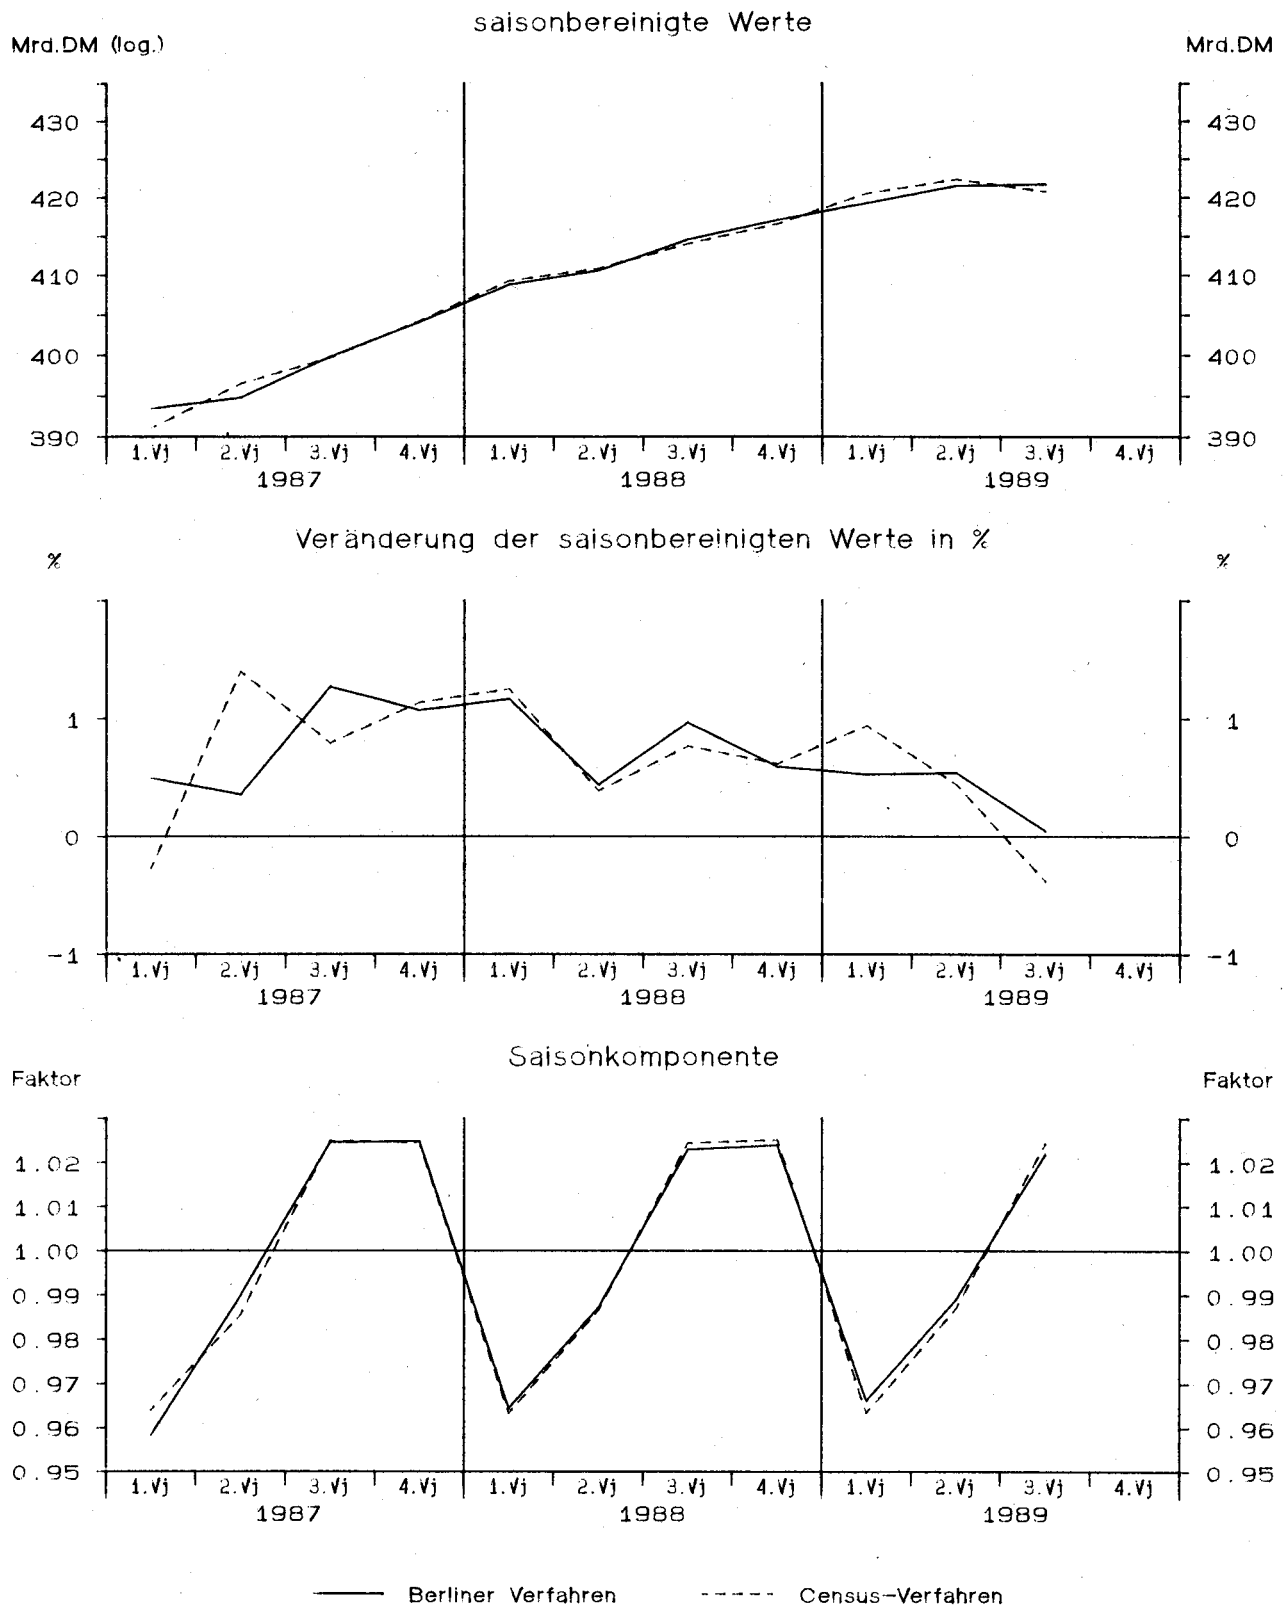 saisonbereinigte Werte
Mrd.DM (log.) Mrd.DM
430 430
420 420
410 410
400 400
390 390
1.Vj 2.Vj 3.Vj 4.Vj 1.Vj 2.Vj 3.Vj 4.Vj 1.Vj 2.Vj 3.Vj 4.Vj
1987 1988 1989
Veränderung der saisonbereinigten Werte in %
% %
1 1
0 0
-1 -1
1.Vj 2.Vj 3.Vj 4.Vj 1.Vj 2.Vj 3.Vj 4.Vj 1.Vj 2.Vj 3.Vj 4.Vj
1987 1988 1989
Saisonkomponente
Faktor Faktor
1.02 1.02
1.01 1.01
1.00 1.00
0.99 0.99
0.98 0.98
0.97 0.97
0.96 0.96
0.95 0.95
1.Vj 2.Vj 3.Vj 4.Vj 1.Vj 2.Vj 3.Vj 4.Vj 1.Vj 2.Vj 3.Vj 4.Vj
1987 1988 1989
Berliner Verfahren Census-Verfahren